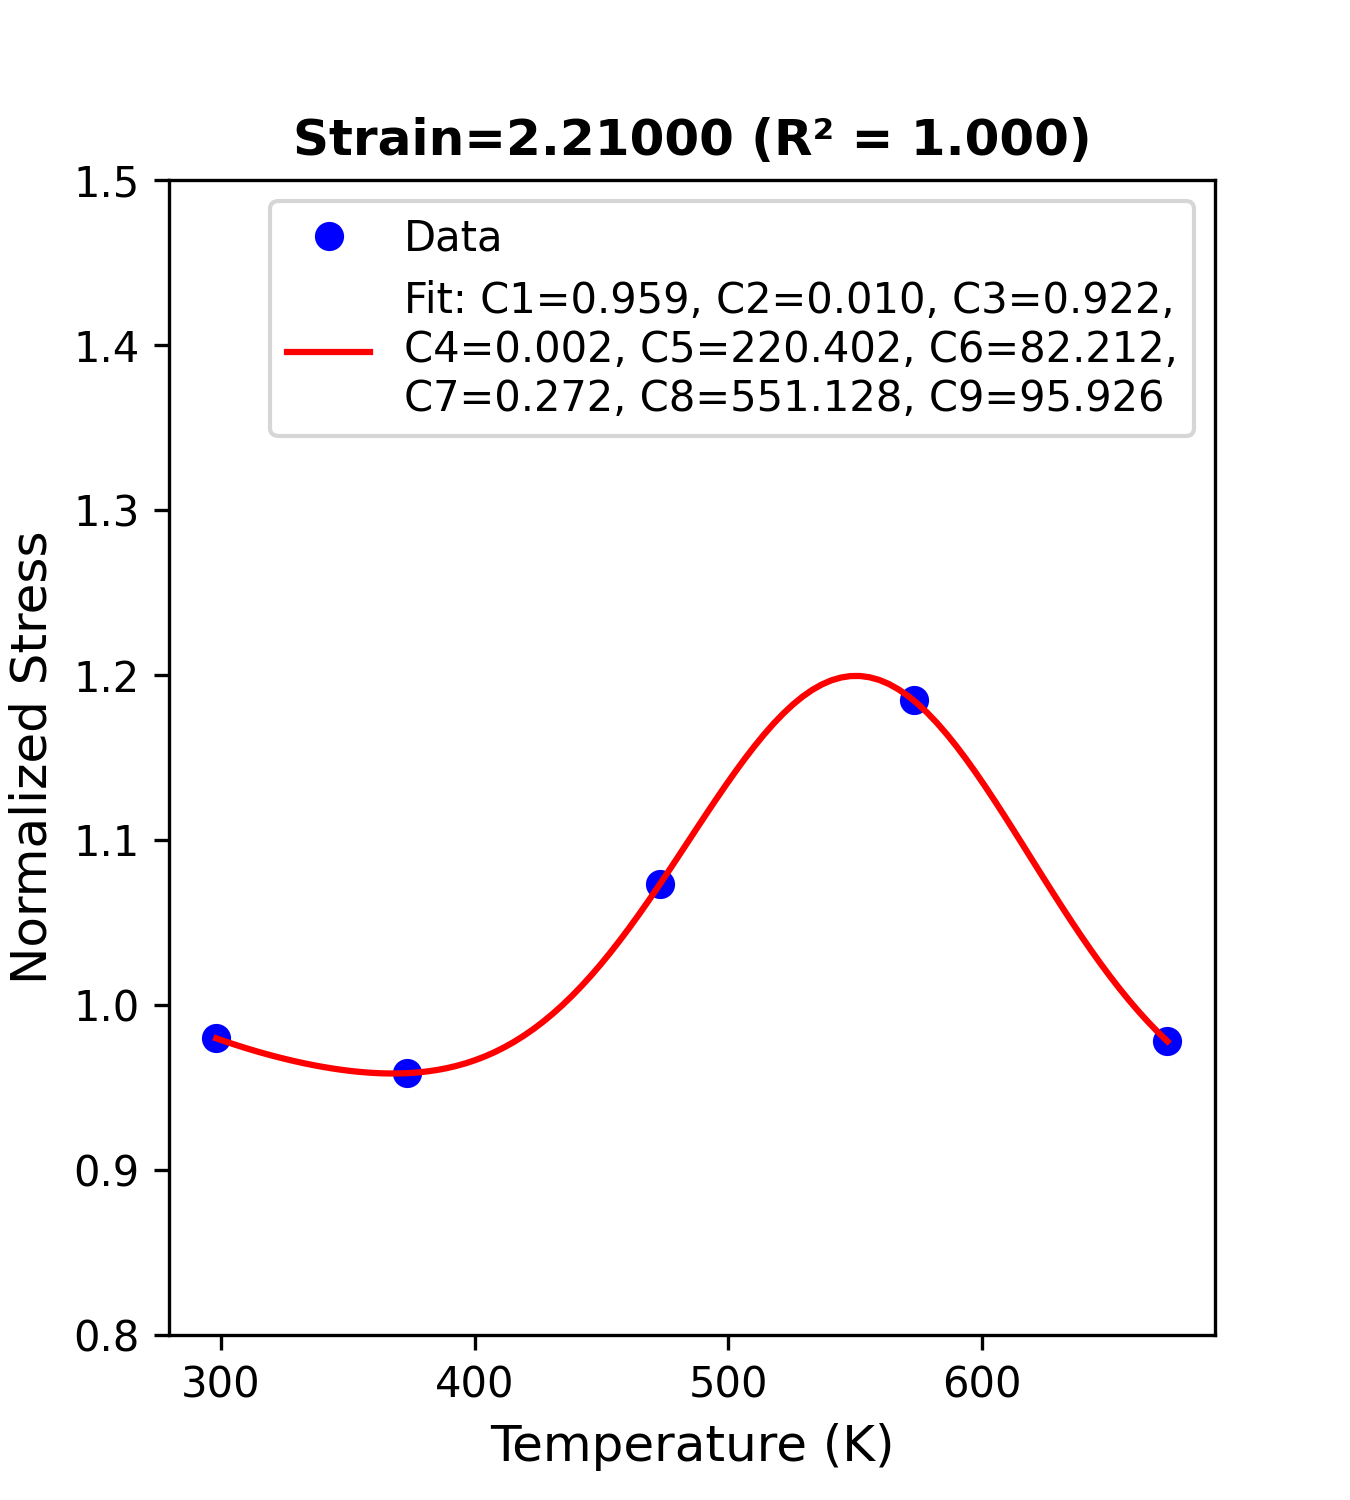 Strain=2.21000 (R² = 1.000)
Data
Fit: C1=0.959, C2=0.010, C3=0.922,
C4=0.002, C5=220.402, C6=82.212,
C7=0.272, C8=551.128, C9=95.926
1.5
1.4
1.3
1.2
1.1
1.0
0.9
0.8
Normalized Stress
300 400 500 600
Temperature (K)